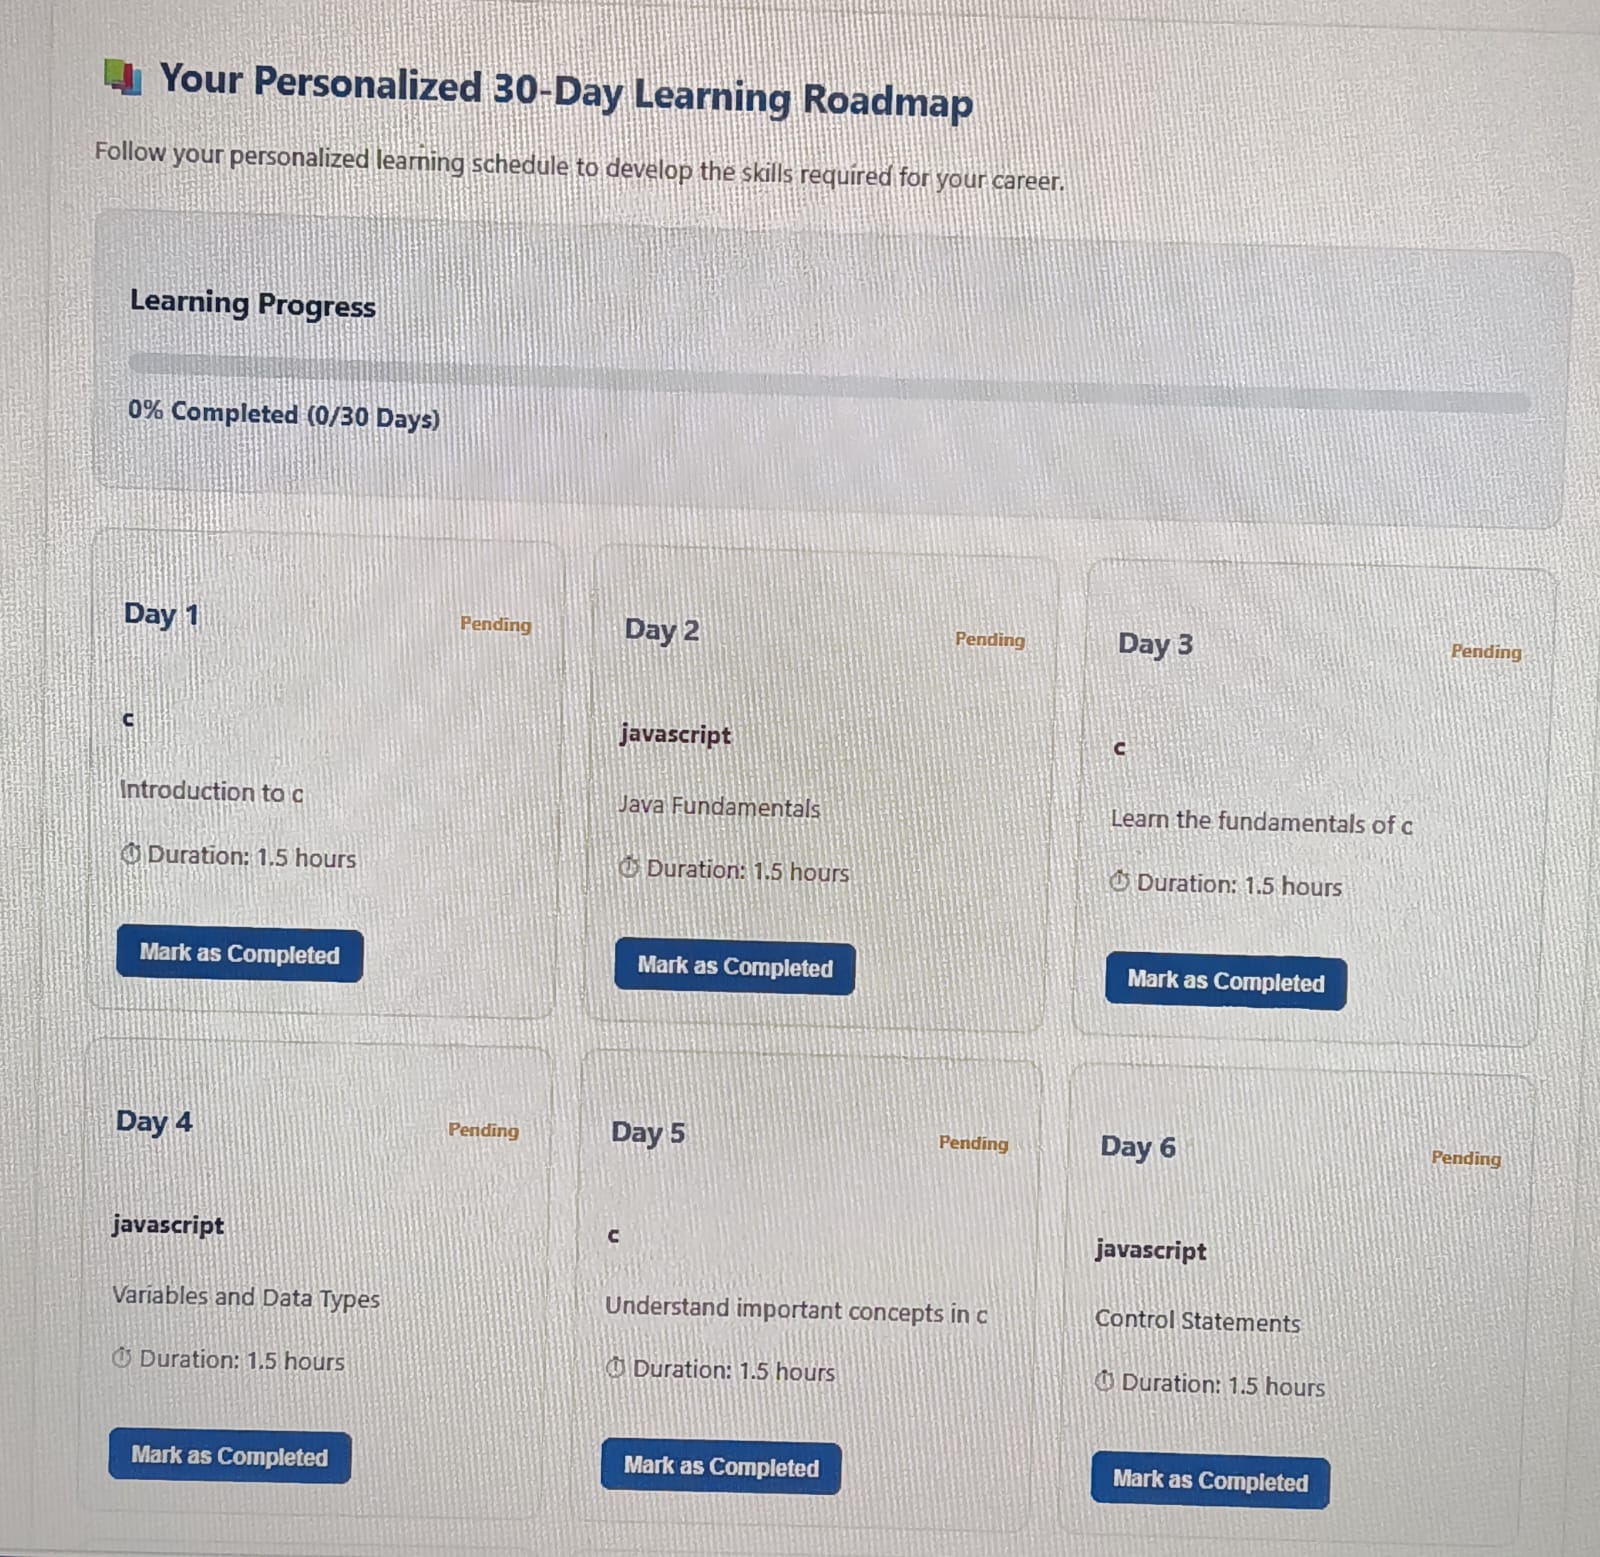 Your Personalized 30-Day Learning Roadmap
Follow your personalized learning schedule to develop the skills required for your career.
Learning Progress
0% Completed (0/30 Days)
Day 1
Pending
c
Introduction to c
Duration: 1.5 hours
Mark as Completed
Day 2
Pending
javascript
Java Fundamentals
Duration: 1.5 hours
Mark as Completed
Day 3
Pending
c
Learn the fundamentals of c
Duration: 1.5 hours
Mark as Completed
Day 4
Pending
javascript
Variables and Data Types
Duration: 1.5 hours
Mark as Completed
Day 5
Pending
c
Understand important concepts in c
Duration: 1.5 hours
Mark as Completed
Day 6
Pending
javascript
Control Statements
Duration: 1.5 hours
Mark as Completed